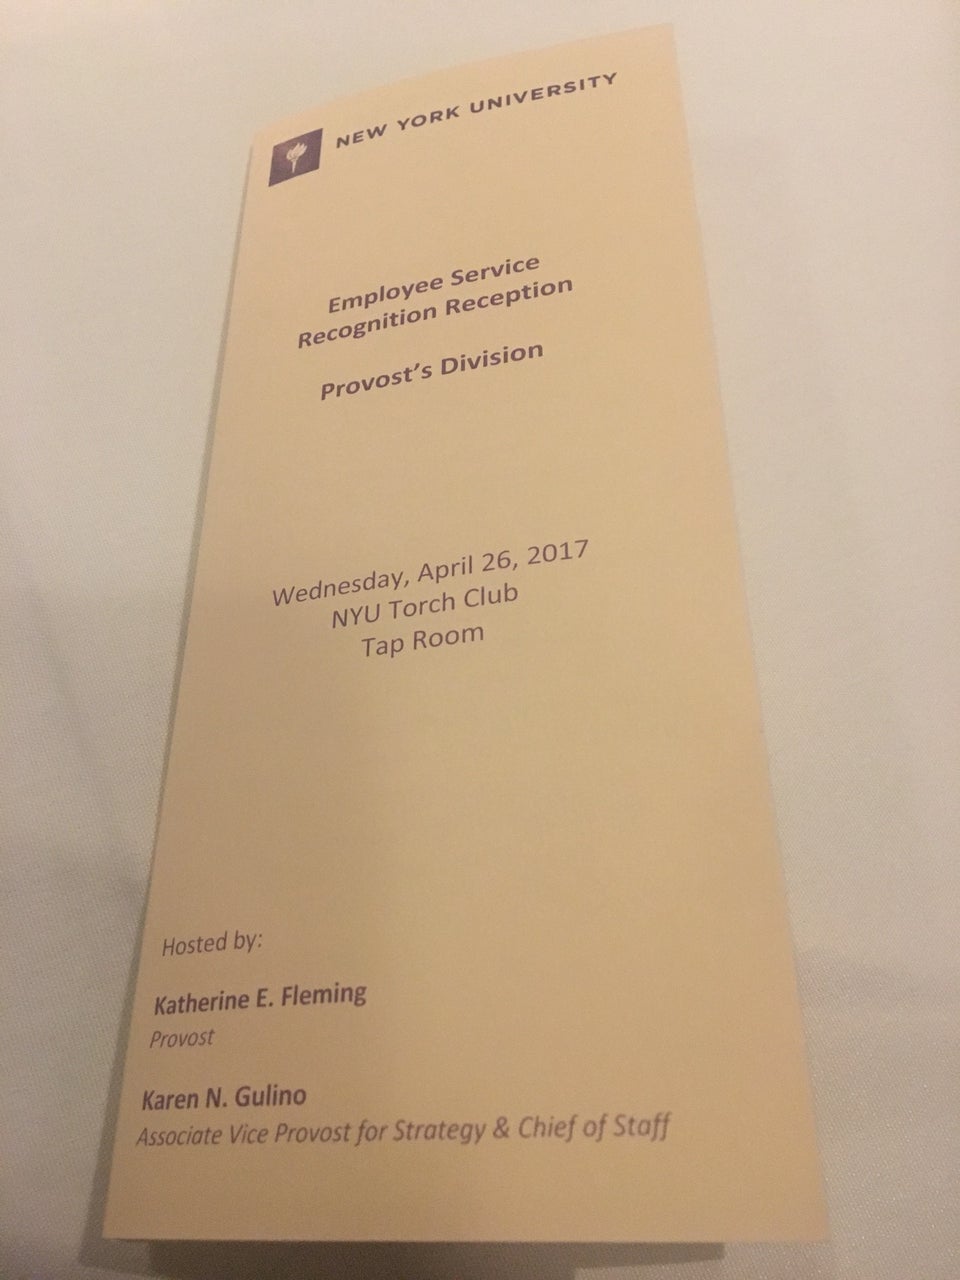 NEW YORK UNIVERSITY
Employee Service
Recognition Reception
Provost's Division
Wednesday, April 26, 2017
NYU Torch Club
Tap Room
Hosted by:
Katherine E. Fleming
Provost
Karen N. Gulino
Associate Vice Provost for Strategy & Chief of Staff